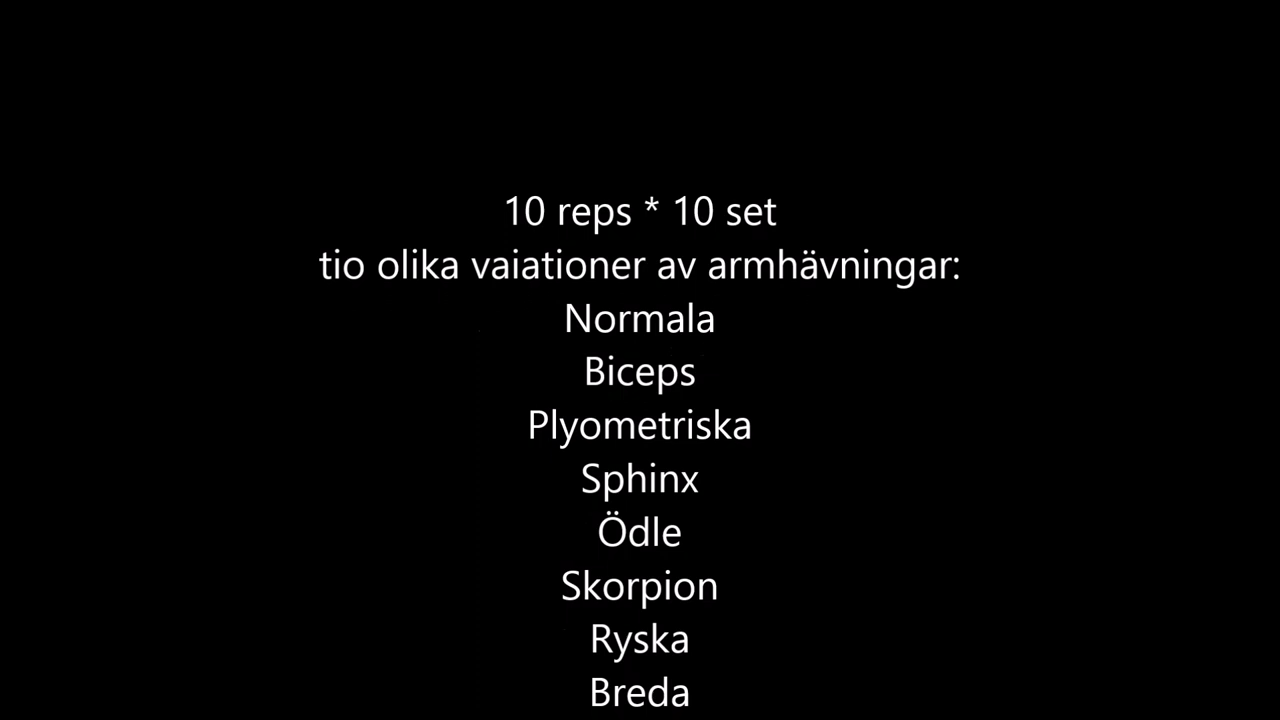 10 reps * 10 set
tio olika vaiationer av armhävningar:
Normala
Biceps
Plyometriska
Sphinx
Ödle
Skorpion
Ryska
Breda